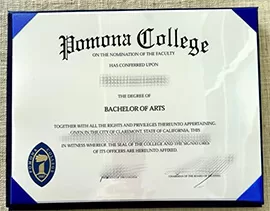 Pomona College
ON THE NOMINATION OF THE FACULTY
HAS CONFERRED UPON
THE DEGREE OF
BACHELOR OF ARTS
TOGETHER WITH ALL THE RIGHTS AND PRIVILEGES THEREUNTO APPERTAINING.
GIVEN IN THE CITY OF CLAREMONT, STATE OF CALIFORNIA, THIS
IN WITNESS WHEREOF, THE SEAL OF THE COLLEGE AND THE SIGNATURES
OF ITS OFFICERS ARE HEREUNTO AFFIXED.